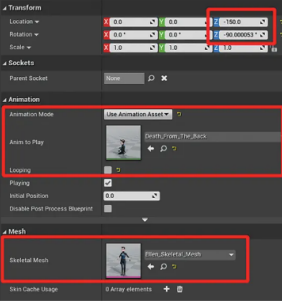 Transform
Location X 0.0 Y 0.0 Z -150.0
Rotation X 0.0 ° Y 0.0 ° Z -90.000053 °
Scale X 1.0 Y 1.0 Z 1.0
Sockets
Parent Socket None
Animation
Animation Mode Use Animation Asset
Anim to Play Death_From_The_Back
Looping
Playing
Initial Position 0.0
Disable Post Process Blueprint
Mesh
Skeletal Mesh Ellen_Skeletal_Mesh
Skin Cache Usage 0 Array elements